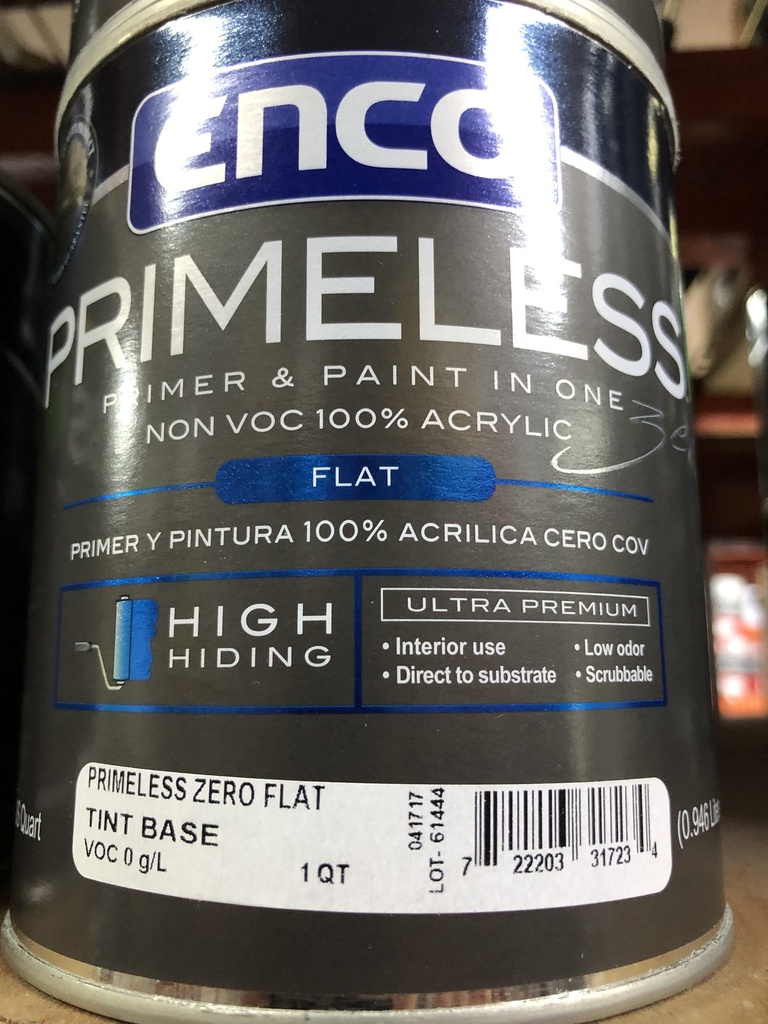 enco
PRIMELESS
PRIMER & PAINT IN ONE
NON VOC 100% ACRYLIC
FLAT
PRIMER Y PINTURA 100% ACRILICA CERO COV
HIGH
HIDING
ULTRA PREMIUM
• Interior use
• Low odor
• Direct to substrate
• Scrubbable
PRIMELESS ZERO FLAT
TINT BASE
VOC 0 g/L
1 QT
041717
LOT- 61444
7 22203 31723 4
Quart
(0.946